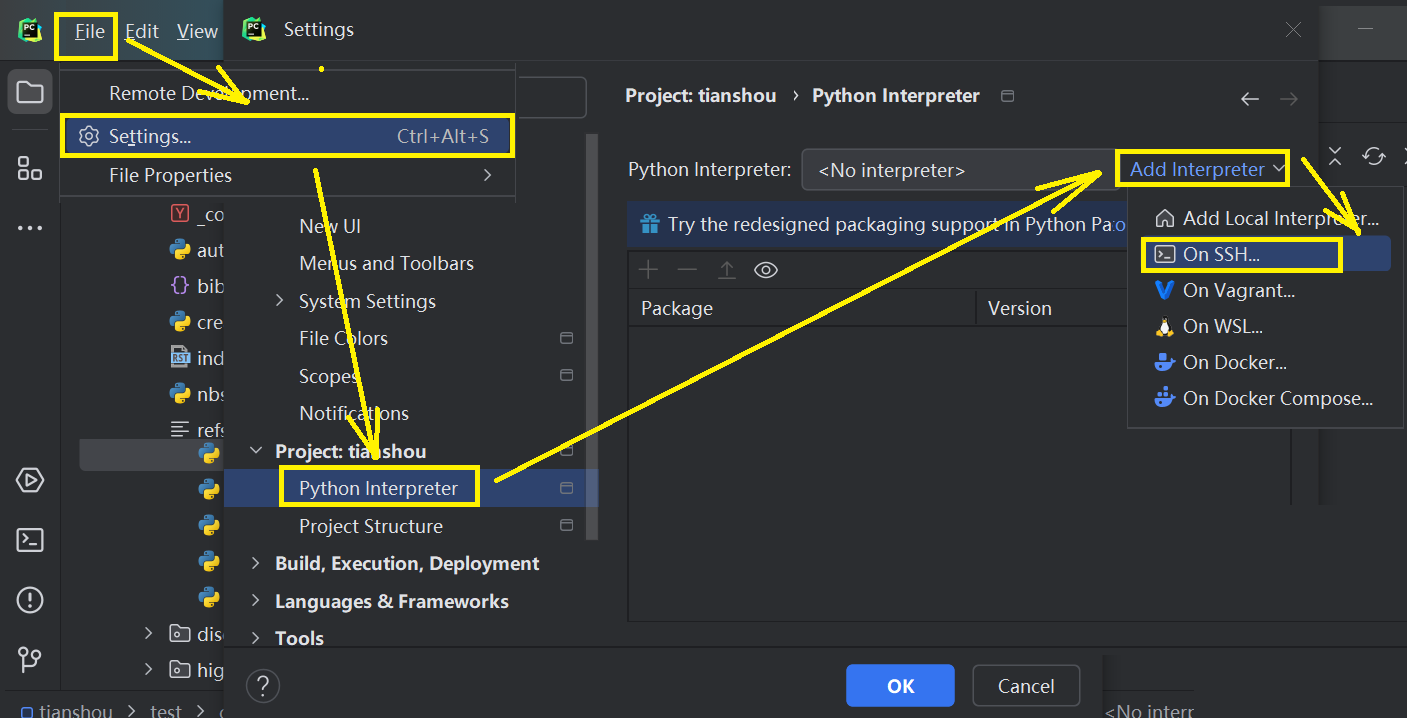 File Edit View
Settings
Remote Development...
Settings... Ctrl+Alt+S
File Properties
_co
aut
bib
cre
ind
nbs
refs
dis
hig
New UI
Menus and Toolbars
System Settings
File Colors
Scopes
Notifications
Project: tianshou
Python Interpreter
Project Structure
Build, Execution, Deployment
Languages & Frameworks
Tools
Project: tianshou › Python Interpreter
Python Interpreter: <No interpreter> Add Interpreter
Try the redesigned packaging support in Python Pa:o
Package Version
Add Local Interpreter...
On SSH...
On Vagrant...
On WSL...
On Docker...
On Docker Compose...
? OK Cancel
tianshou > test > <No interr